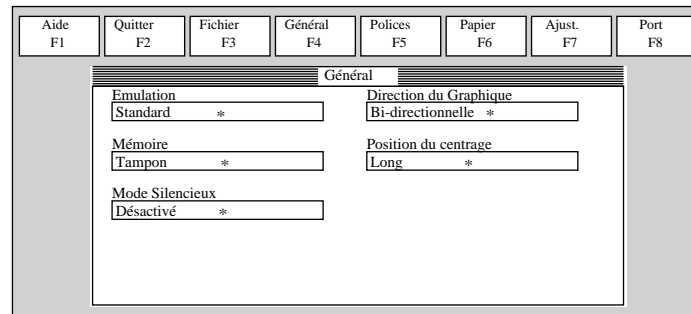 Aide Quitter Fichier Général Polices Papier Ajust. Port
F1 F2 F3 F4 F5 F6 F7 F8
Général
Emulation Direction du Graphique
Standard * Bi-directionnelle *
Mémoire Position du centrage
Tampon * Long *
Mode Silencieux
Désactivé *